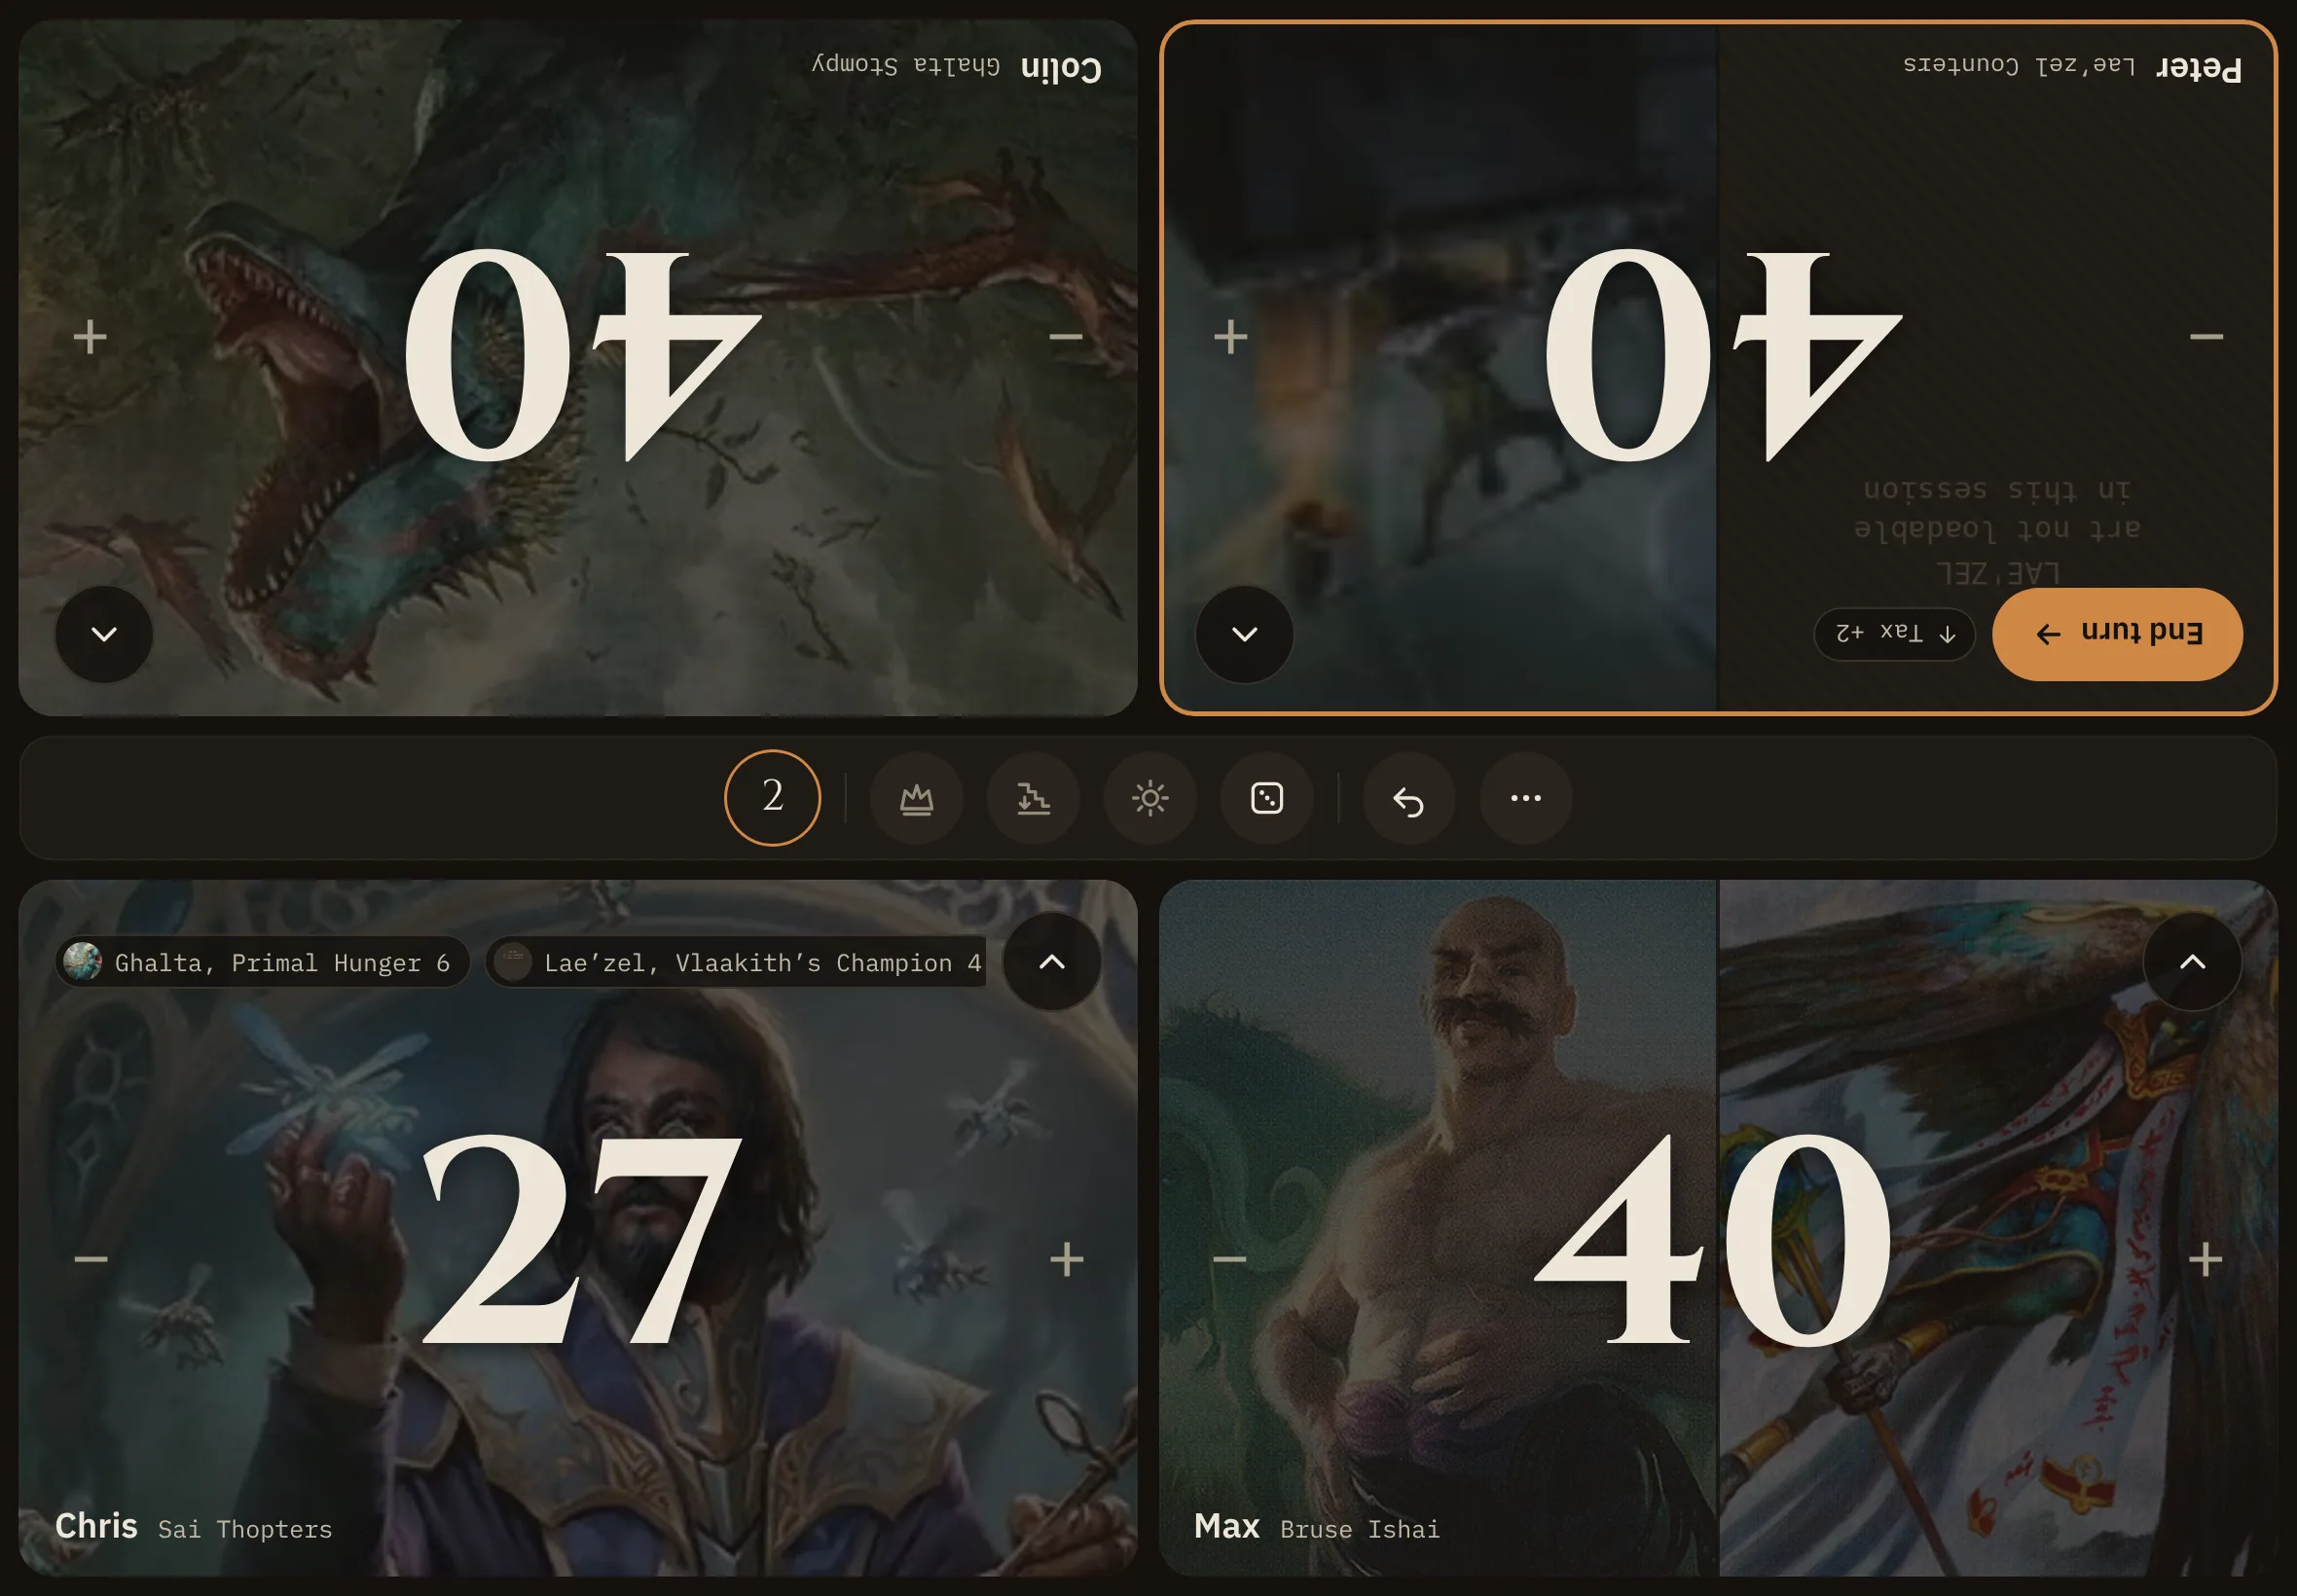 Colin Ghalta Stompy
40
Peter Lae’zel Counters
40
LAE'ZEL
art not loadable
in this session
End turn →
↑ Tax +2
2
Ghalta, Primal Hunger 6
Lae’zel, Vlaakith’s Champion 4
27
Chris Sai Thopters
40
Max Bruse Ishai